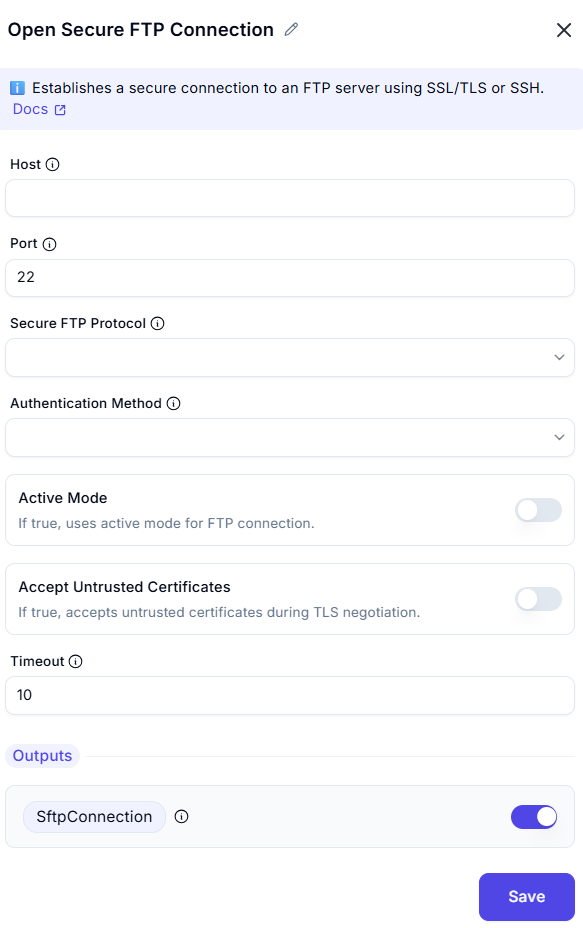 Open Secure FTP Connection
Establishes a secure connection to an FTP server using SSL/TLS or SSH.
Docs
Host
Port
22
Secure FTP Protocol
Authentication Method
Active Mode
If true, uses active mode for FTP connection.
Accept Untrusted Certificates
If true, accepts untrusted certificates during TLS negotiation.
Timeout
10
Outputs
SftpConnection
Save